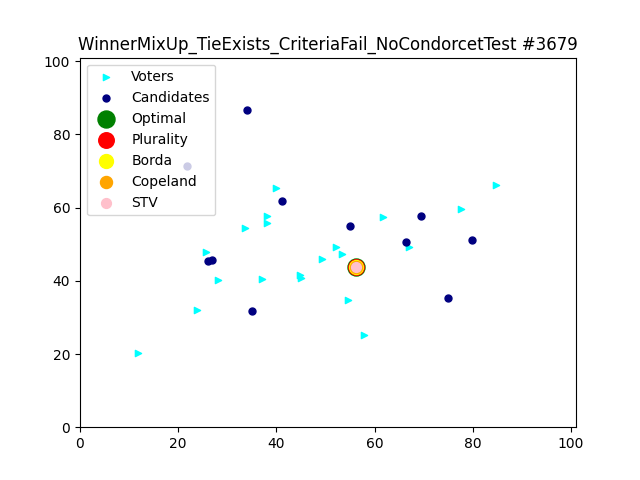 WinnerMixUp_TieExists_CriteriaFail_NoCondorcetTest #3679
100
80
60
40
20
0
Voters
Candidates
Optimal
Plurality
Borda
Copeland
STV
0 20 40 60 80 100